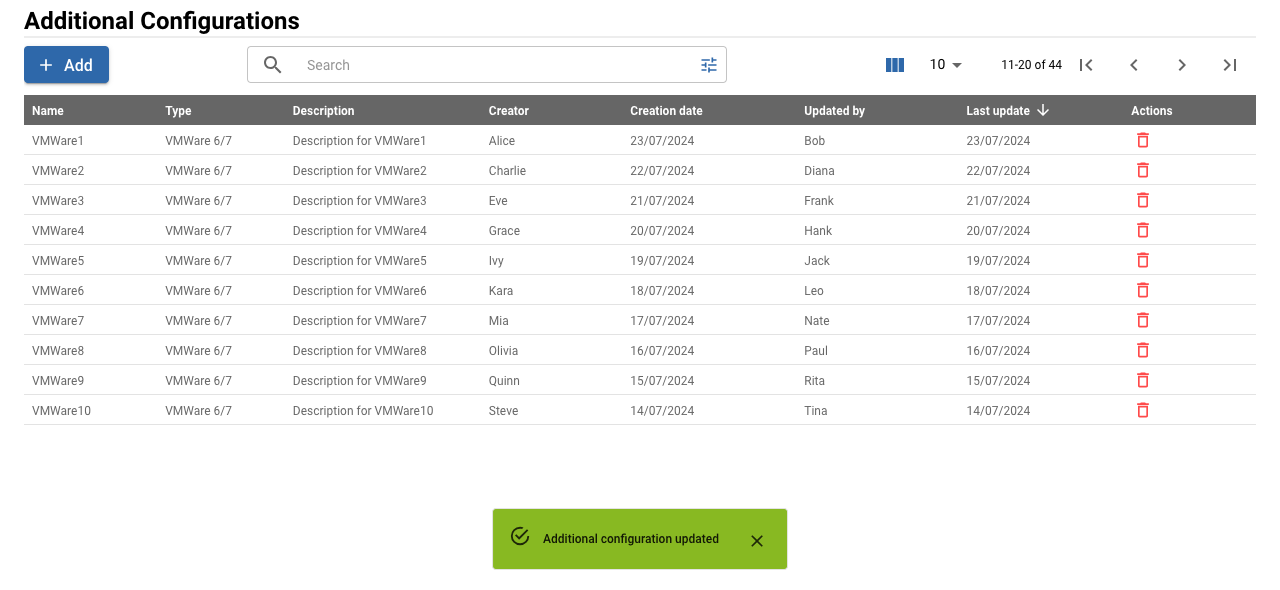 Additional Configurations
Add
Search
10
11-20 of 44
Name Type Description Creator Creation date Updated by Last update Actions
VMWare1 VMWare 6/7 Description for VMWare1 Alice 23/07/2024 Bob 23/07/2024
VMWare2 VMWare 6/7 Description for VMWare2 Charlie 22/07/2024 Diana 22/07/2024
VMWare3 VMWare 6/7 Description for VMWare3 Eve 21/07/2024 Frank 21/07/2024
VMWare4 VMWare 6/7 Description for VMWare4 Grace 20/07/2024 Hank 20/07/2024
VMWare5 VMWare 6/7 Description for VMWare5 Ivy 19/07/2024 Jack 19/07/2024
VMWare6 VMWare 6/7 Description for VMWare6 Kara 18/07/2024 Leo 18/07/2024
VMWare7 VMWare 6/7 Description for VMWare7 Mia 17/07/2024 Nate 17/07/2024
VMWare8 VMWare 6/7 Description for VMWare8 Olivia 16/07/2024 Paul 16/07/2024
VMWare9 VMWare 6/7 Description for VMWare9 Quinn 15/07/2024 Rita 15/07/2024
VMWare10 VMWare 6/7 Description for VMWare10 Steve 14/07/2024 Tina 14/07/2024
Additional configuration updated